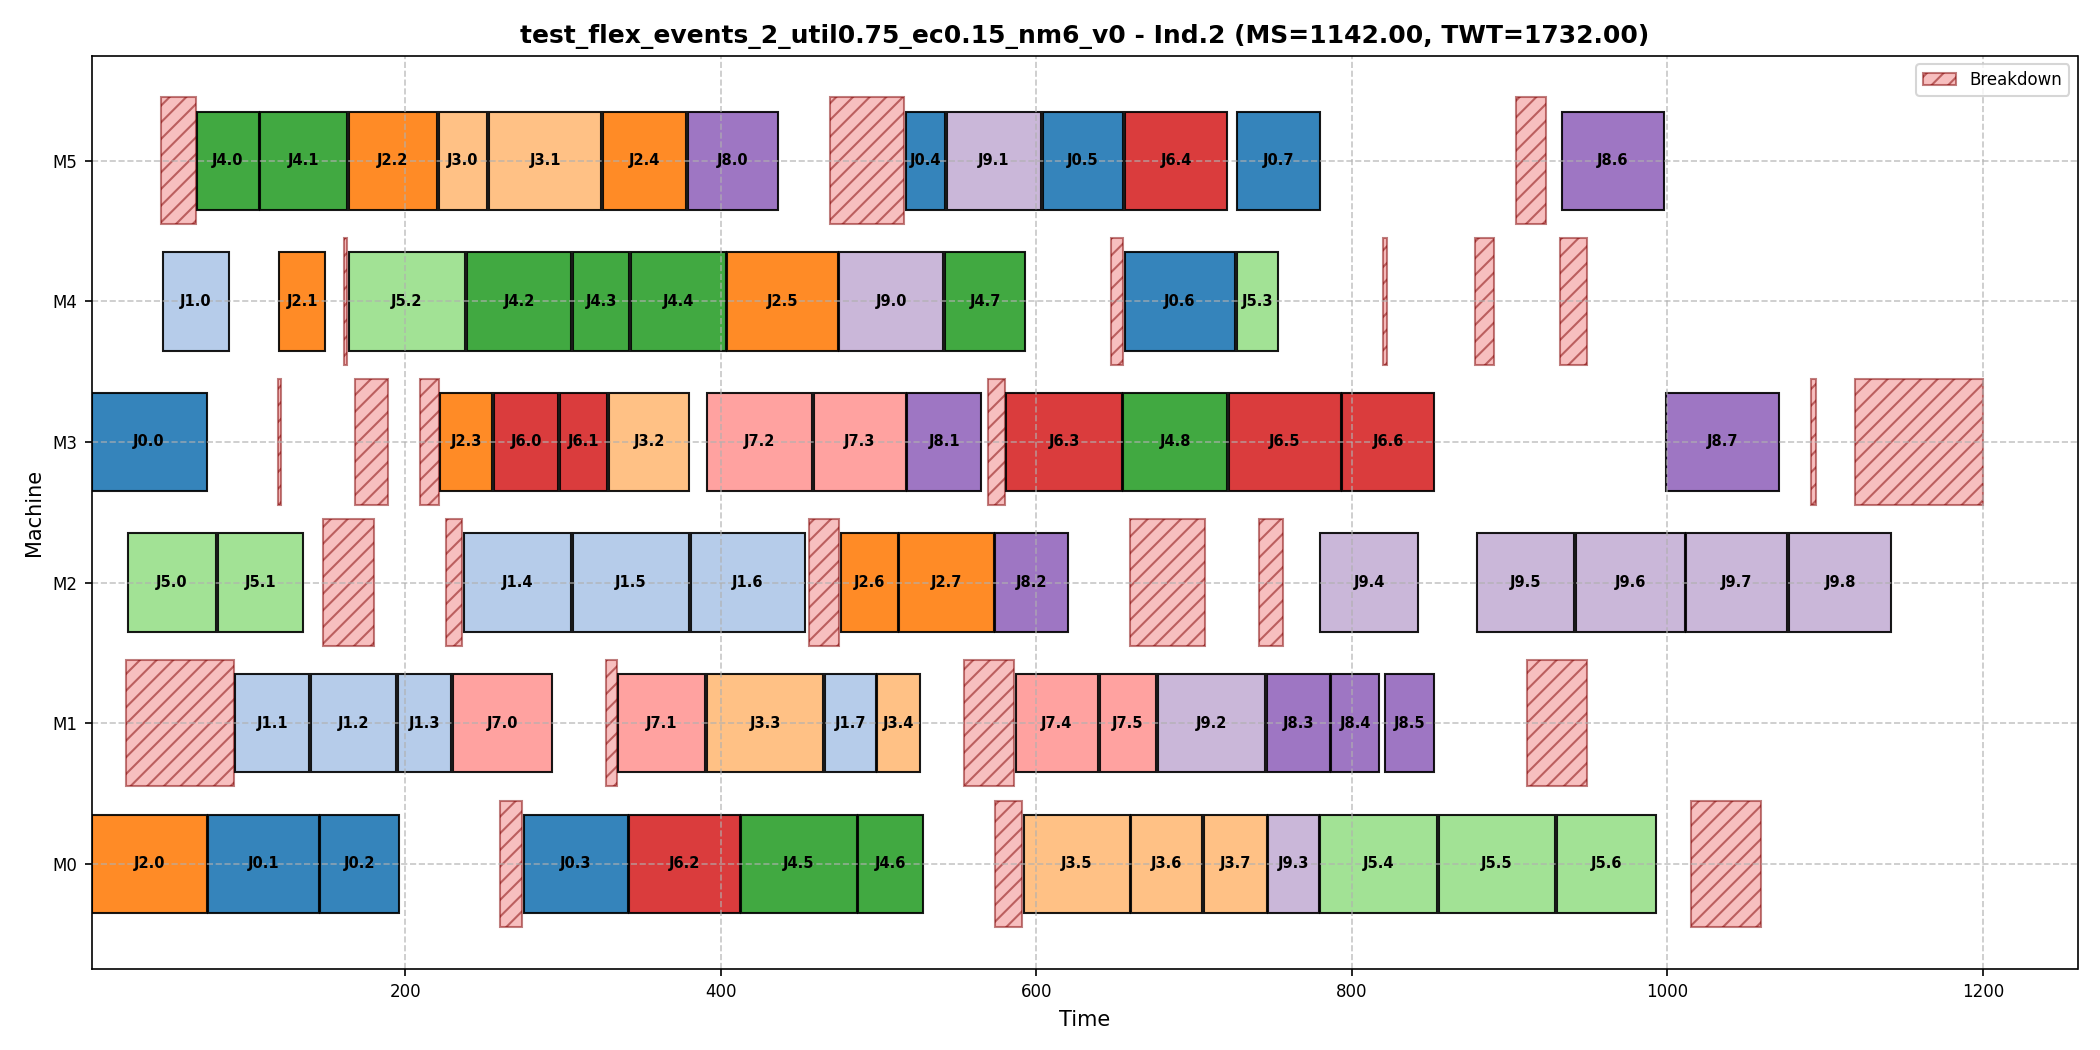 test_flex_events_2_util0.75_ec0.15_nm6_v0 - Ind.2 (MS=1142.00, TWT=1732.00)
Breakdown
Machine
M5
J4.0 J4.1 J2.2 J3.0 J3.1 J2.4 J8.0 J0.4 J9.1 J0.5 J6.4 J0.7 J8.6
M4
J1.0 J2.1 J5.2 J4.2 J4.3 J4.4 J2.5 J9.0 J4.7 J0.6 J5.3
M3
J0.0 J2.3 J6.0 J6.1 J3.2 J7.2 J7.3 J8.1 J6.3 J4.8 J6.5 J6.6 J8.7
M2
J5.0 J5.1 J1.4 J1.5 J1.6 J2.6 J2.7 J8.2 J9.4 J9.5 J9.6 J9.7 J9.8
M1
J1.1 J1.2 J1.3 J7.0 J7.1 J3.3 J1.7 J3.4 J7.4 J7.5 J9.2 J8.3 J8.4 J8.5
M0
J2.0 J0.1 J0.2 J0.3 J6.2 J4.5 J4.6 J3.5 J3.6 J3.7 J9.3 J5.4 J5.5 J5.6
200 400 600 800 1000 1200
Time